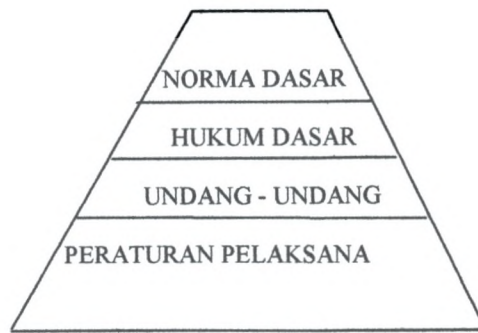 NORMA DASAR
HUKUM DASAR
UNDANG - UNDANG
PERATURAN PELAKSANA